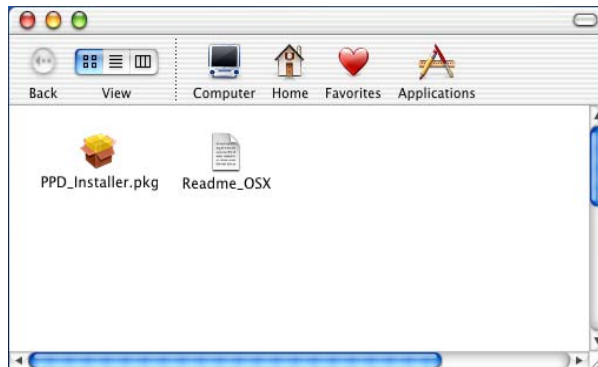 Back View Computer Home Favorites Applications
PPD_Installer.pkg Readme_OSX